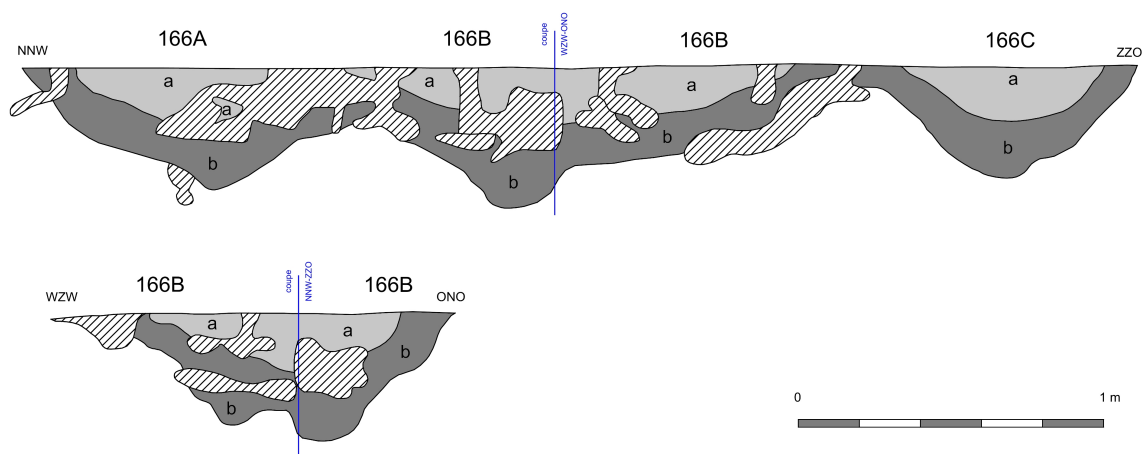 166A
166B
166B
166C
NNW
coupe
WZW-ONO
ZZO
a
a
a
a
a
b
b
b
b
166B
166B
WZW
coupe
NNW-ZZO
ONO
a
a
b
b
0
1 m